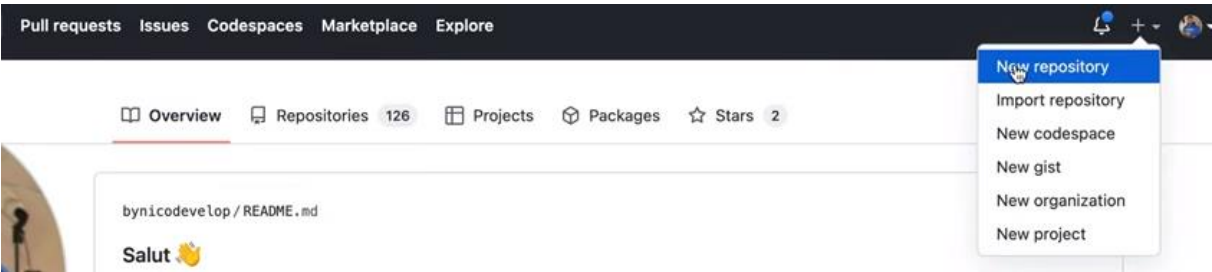 Pull requests Issues Codespaces Marketplace Explore
New repository
Import repository
New codespace
New gist
New organization
New project
Overview Repositories 126 Projects Packages Stars 2
bynicodevelop/README.md
Salut 👋